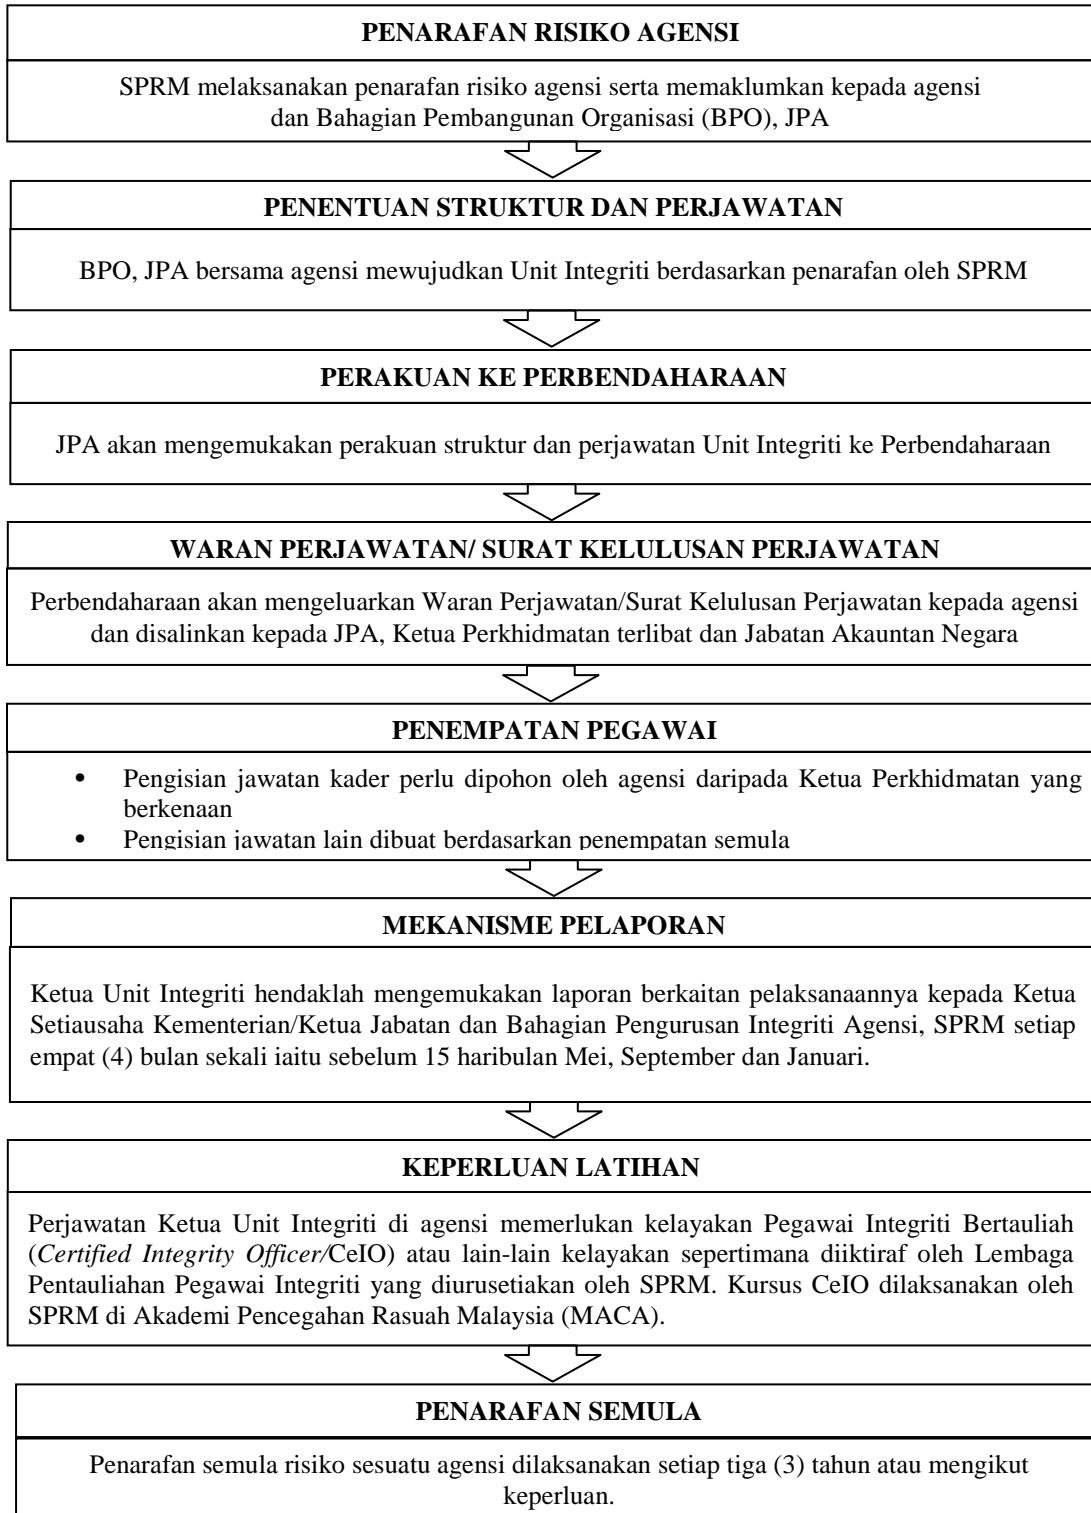 PENARAFAN RISIKO AGENSI
SPRM melaksanakan penarafan risiko agensi serta memaklumkan kepada agensi
dan Bahagian Pembangunan Organisasi (BPO), JPA
PENENTUAN STRUKTUR DAN PERJAWATAN
BPO, JPA bersama agensi mewujudkan Unit Integriti berdasarkan penarafan oleh SPRM
PERAKUAN KE PERBENDAHARAAN
JPA akan mengemukakan perakuan struktur dan perjawatan Unit Integriti ke Perbendaharaan
WARAN PERJAWATAN/ SURAT KELULUSAN PERJAWATAN
Perbendaharaan akan mengeluarkan Waran Perjawatan/Surat Kelulusan Perjawatan kepada agensi
dan disalinkan kepada JPA, Ketua Perkhidmatan terlibat dan Jabatan Akauntan Negara
PENEMPATAN PEGAWAI
• Pengisian jawatan kader perlu dipohon oleh agensi daripada Ketua Perkhidmatan yang
berkenaan
• Pengisian jawatan lain dibuat berdasarkan penempatan semula
MEKANISME PELAPORAN
Ketua Unit Integriti hendaklah mengemukakan laporan berkaitan pelaksanaannya kepada Ketua
Setiausaha Kementerian/Ketua Jabatan dan Bahagian Pengurusan Integriti Agensi, SPRM setiap
empat (4) bulan sekali iaitu sebelum 15 haribulan Mei, September dan Januari.
KEPERLUAN LATIHAN
Perjawatan Ketua Unit Integriti di agensi memerlukan kelayakan Pegawai Integriti Bertauliah
(Certified Integrity Officer/CeIO) atau lain-lain kelayakan sepertimana diiktiraf oleh Lembaga
Pentauliahan Pegawai Integriti yang diurusetiakan oleh SPRM. Kursus CeIO dilaksanakan oleh
SPRM di Akademi Pencegahan Rasuah Malaysia (MACA).
PENARAFAN SEMULA
Penarafan semula risiko sesuatu agensi dilaksanakan setiap tiga (3) tahun atau mengikut
keperluan.